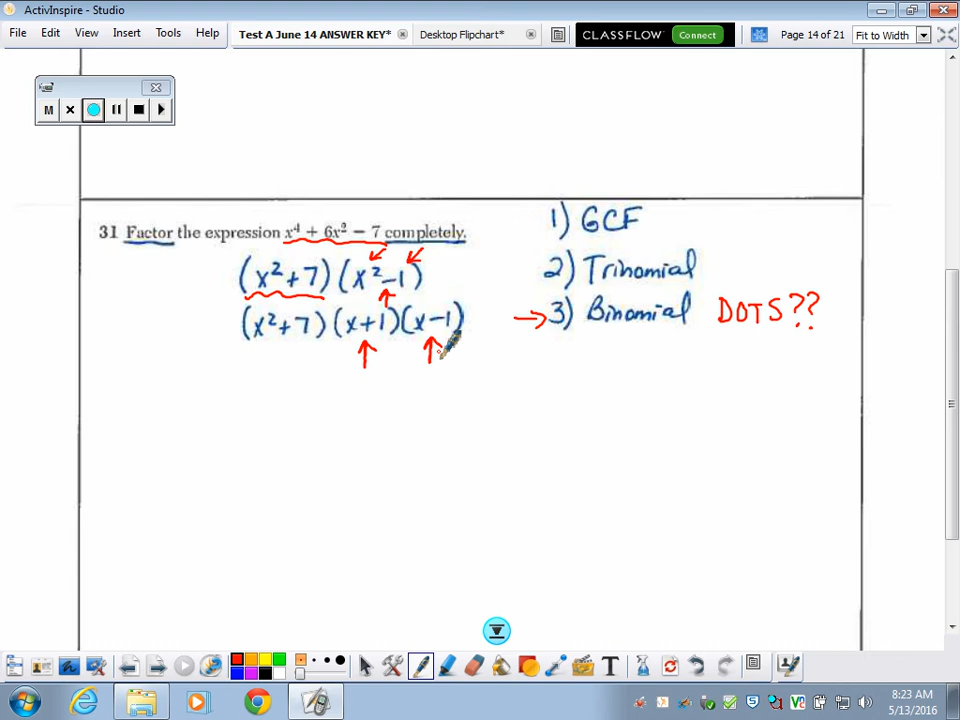 ActivInspire - Studio
File Edit View Insert Tools Help
Test A June 14 ANSWER KEY*
Desktop Flipchart*
CLASSFLOW
Connect
Page 14 of 21
Fit to Width
M
31 Factor the expression x⁴ + 6x² − 7 completely.
(x²+7)(x²-1)
(x²+7)(x+1)(x-1)
1) GCF
2) Trinomial
→3) Binomial DOTS??
T
8:23 AM
5/13/2016